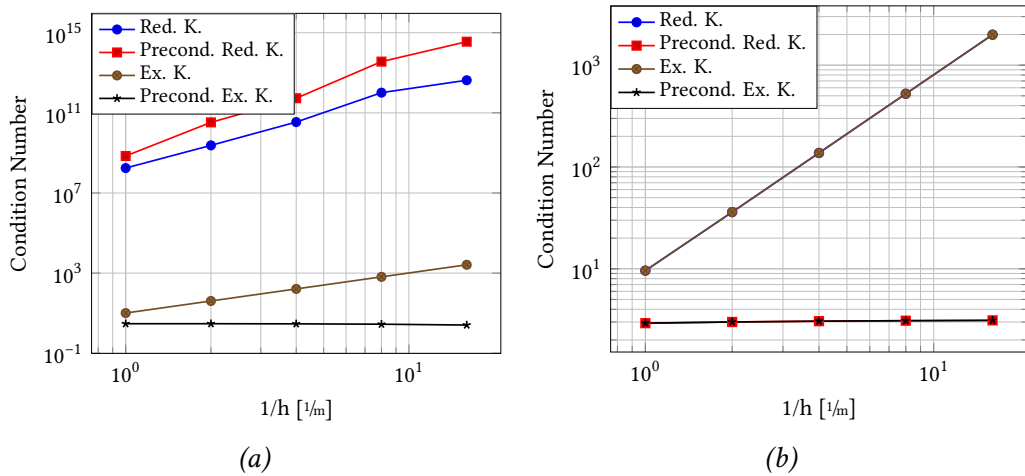 10^15
10^11
10^7
10^3
10^−1
Condition Number
Red. K.
Precond. Red. K.
Ex. K.
Precond. Ex. K.
10^0
10^1
1/h [1/m]
(a)
10^3
10^2
10^1
Condition Number
Red. K.
Precond. Red. K.
Ex. K.
Precond. Ex. K.
10^0
10^1
1/h [1/m]
(b)